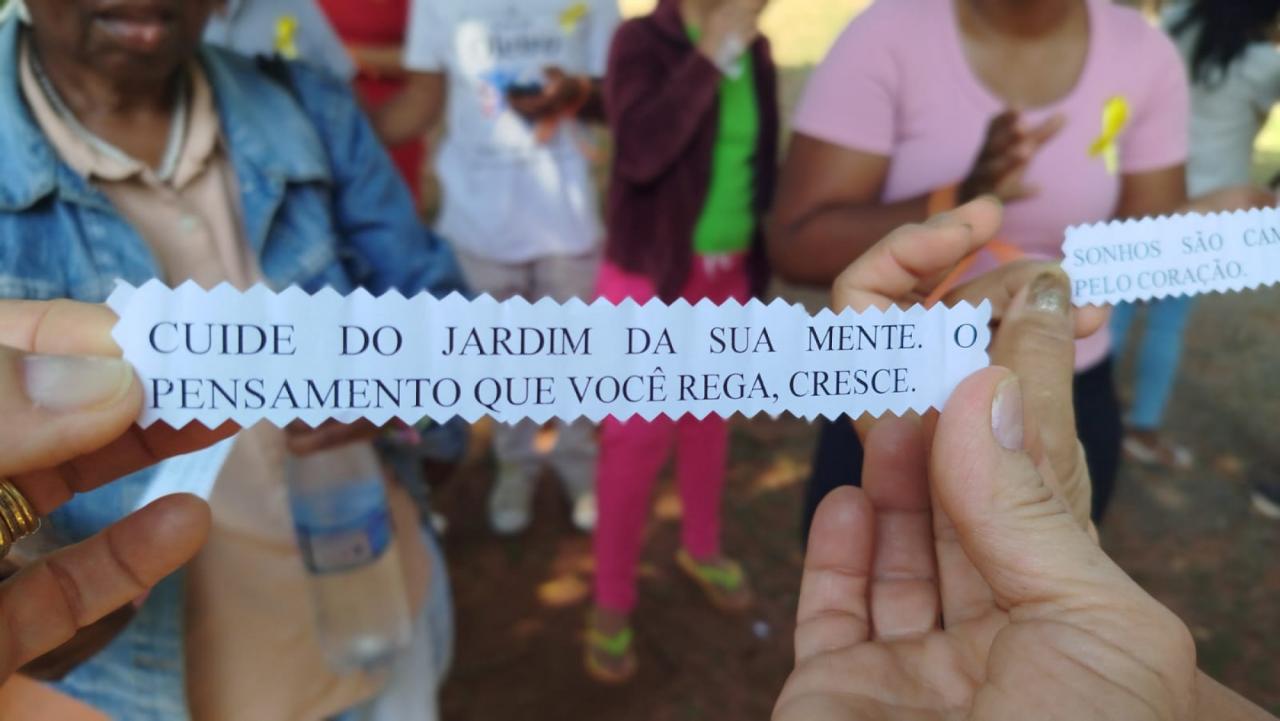 CUIDE DO JARDIM DA SUA MENTE. O
PENSAMENTO QUE VOCÊ REGA, CRESCE.
SONHOS SÃO
PELO CORAÇÃO.